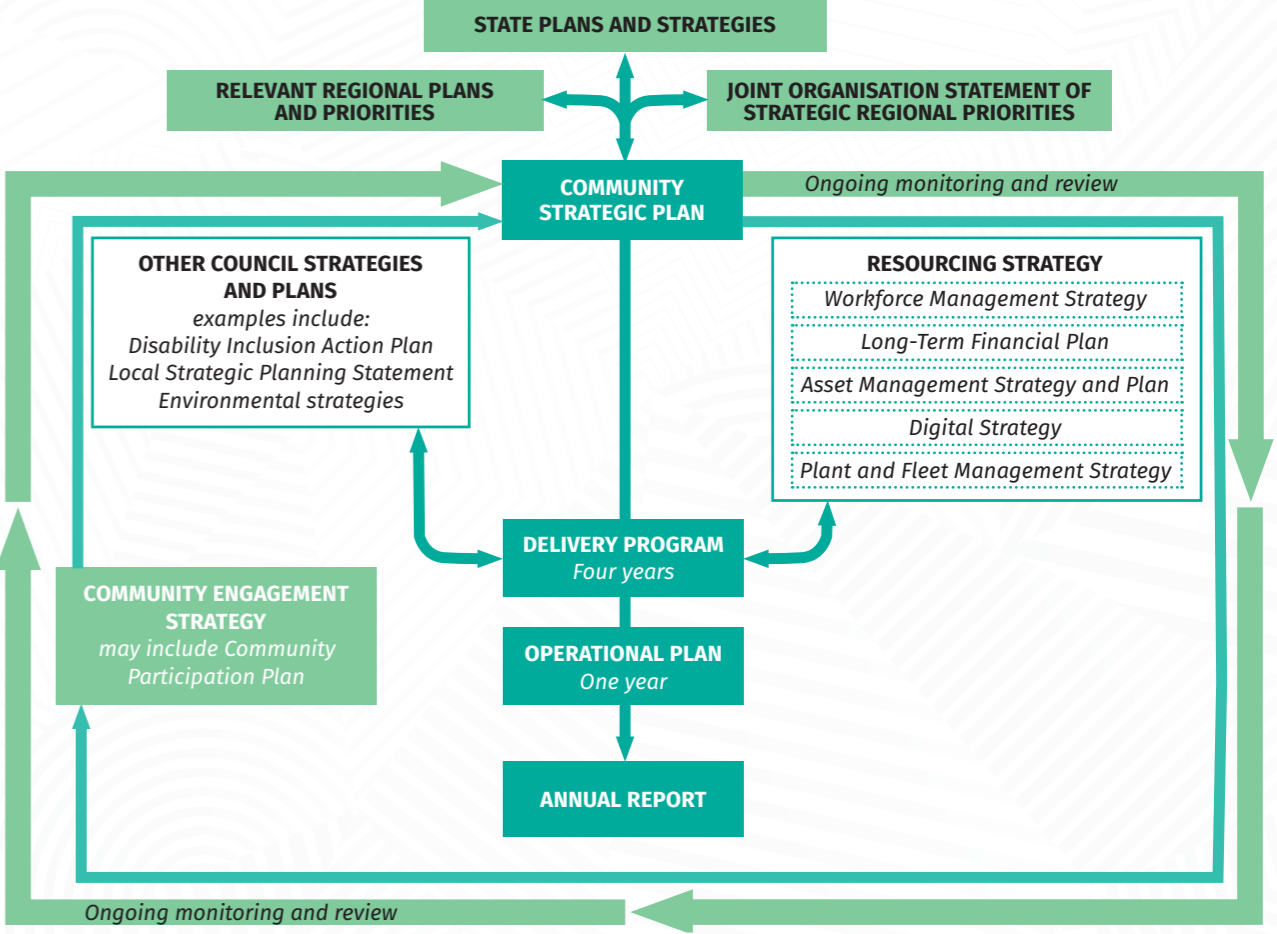 STATE PLANS AND STRATEGIES
RELEVANT REGIONAL PLANS
AND PRIORITIES
JOINT ORGANISATION STATEMENT OF
STRATEGIC REGIONAL PRIORITIES
COMMUNITY
STRATEGIC PLAN
Ongoing monitoring and review
OTHER COUNCIL STRATEGIES
AND PLANS
examples include:
Disability Inclusion Action Plan
Local Strategic Planning Statement
Environmental strategies
RESOURCING STRATEGY
Workforce Management Strategy
Long-Term Financial Plan
Asset Management Strategy and Plan
Digital Strategy
Plant and Fleet Management Strategy
DELIVERY PROGRAM
Four years
COMMUNITY ENGAGEMENT
STRATEGY
may include Community
Participation Plan
OPERATIONAL PLAN
One year
ANNUAL REPORT
Ongoing monitoring and review